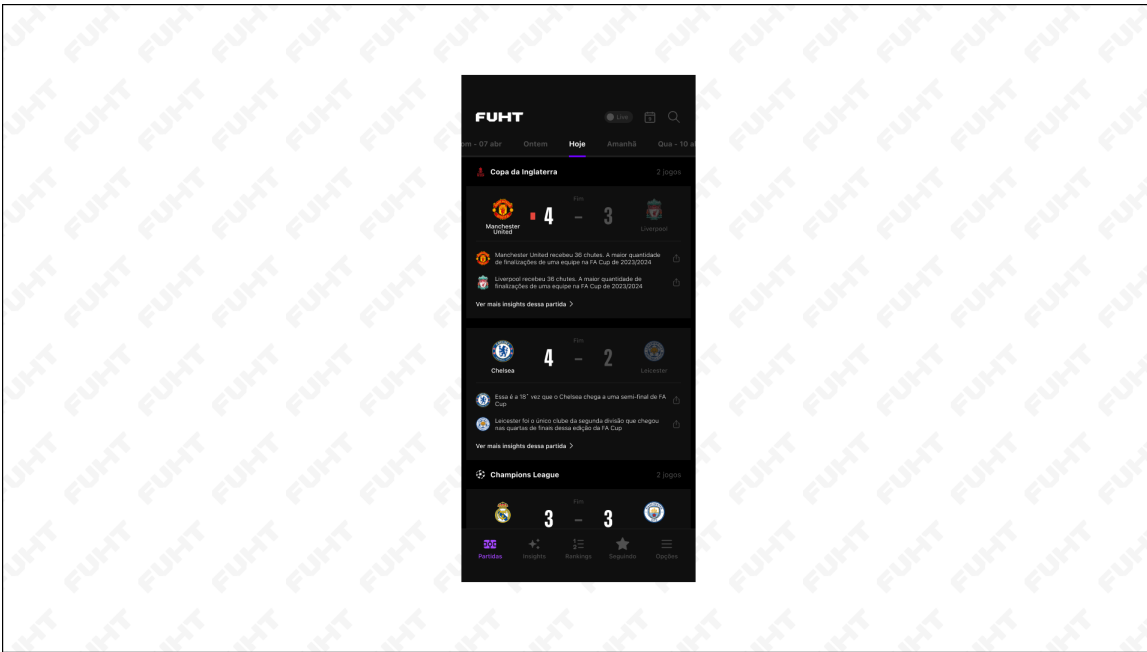 FUHT
Live
om - 07 abr Ontem Hoje Amanhã Qua - 10 a
Copa da Inglaterra 2 jogos
Fim
4 - 3
Manchester
United
Liverpool
Manchester United recebeu 36 chutes. A maior quantidade
de finalizações de uma equipe na FA Cup de 2023/2024
Liverpool recebeu 36 chutes. A maior quantidade de
finalizações de uma equipe na FA Cup de 2023/2024
Ver mais insights dessa partida >
Fim
4 - 2
Chelsea Leicester
Essa é a 18ª vez que o Chelsea chega a uma semi-final de FA
Cup
Leicester foi o único clube da segunda divisão que chegou
nas quartas de finais dessa edição da FA Cup
Ver mais insights dessa partida >
Champions League 2 jogos
Fim
3 - 3
Partidas Insights Rankings Seguindo Opções